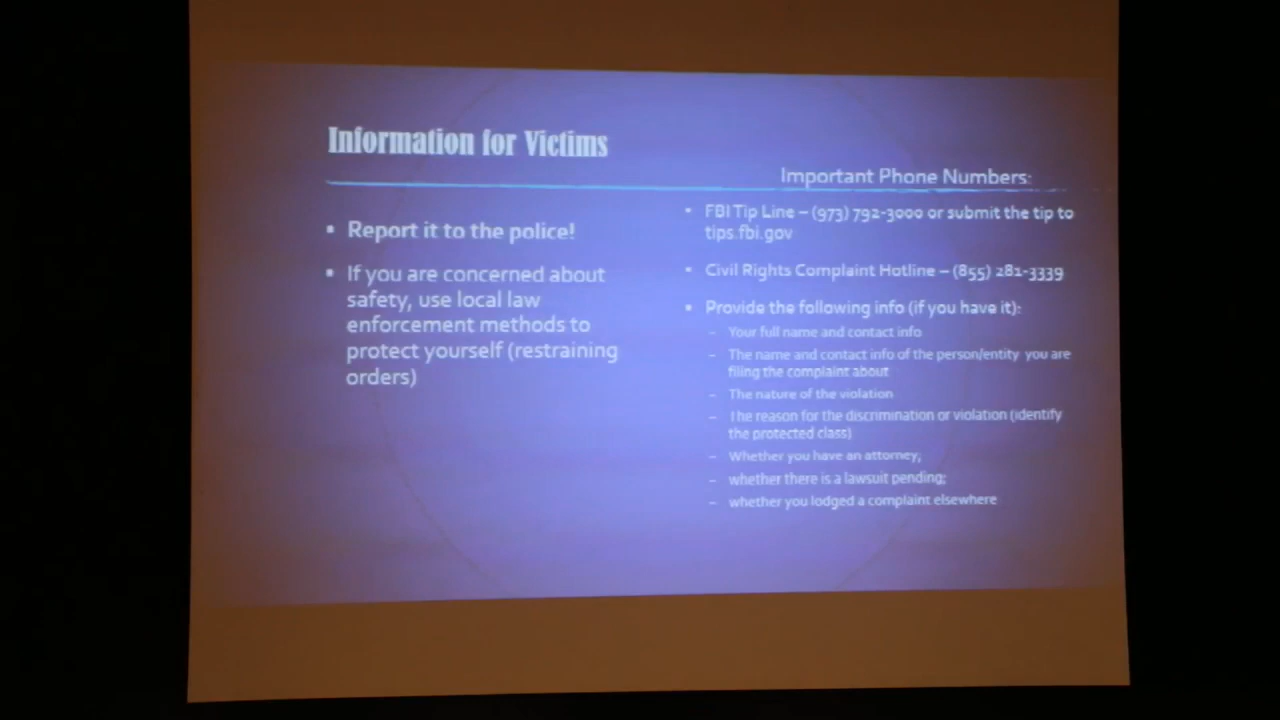 Information for Victims
▪ Report it to the police!
▪ If you are concerned about
safety, use local law
enforcement methods to
protect yourself (restraining
orders)
Important Phone Numbers:
▪ FBI Tip Line – (973) 792-3000 or submit the tip to
tips.fbi.gov
▪ Civil Rights Complaint Hotline – (855) 281-3339
▪ Provide the following info (if you have it):
– Your full name and contact info
– The name and contact info of the person/entity you are
filing the complaint about
– The nature of the violation
– The reason for the discrimination or violation (identify
the protected class)
– Whether you have an attorney,
– whether there is a lawsuit pending;
– whether you lodged a complaint elsewhere